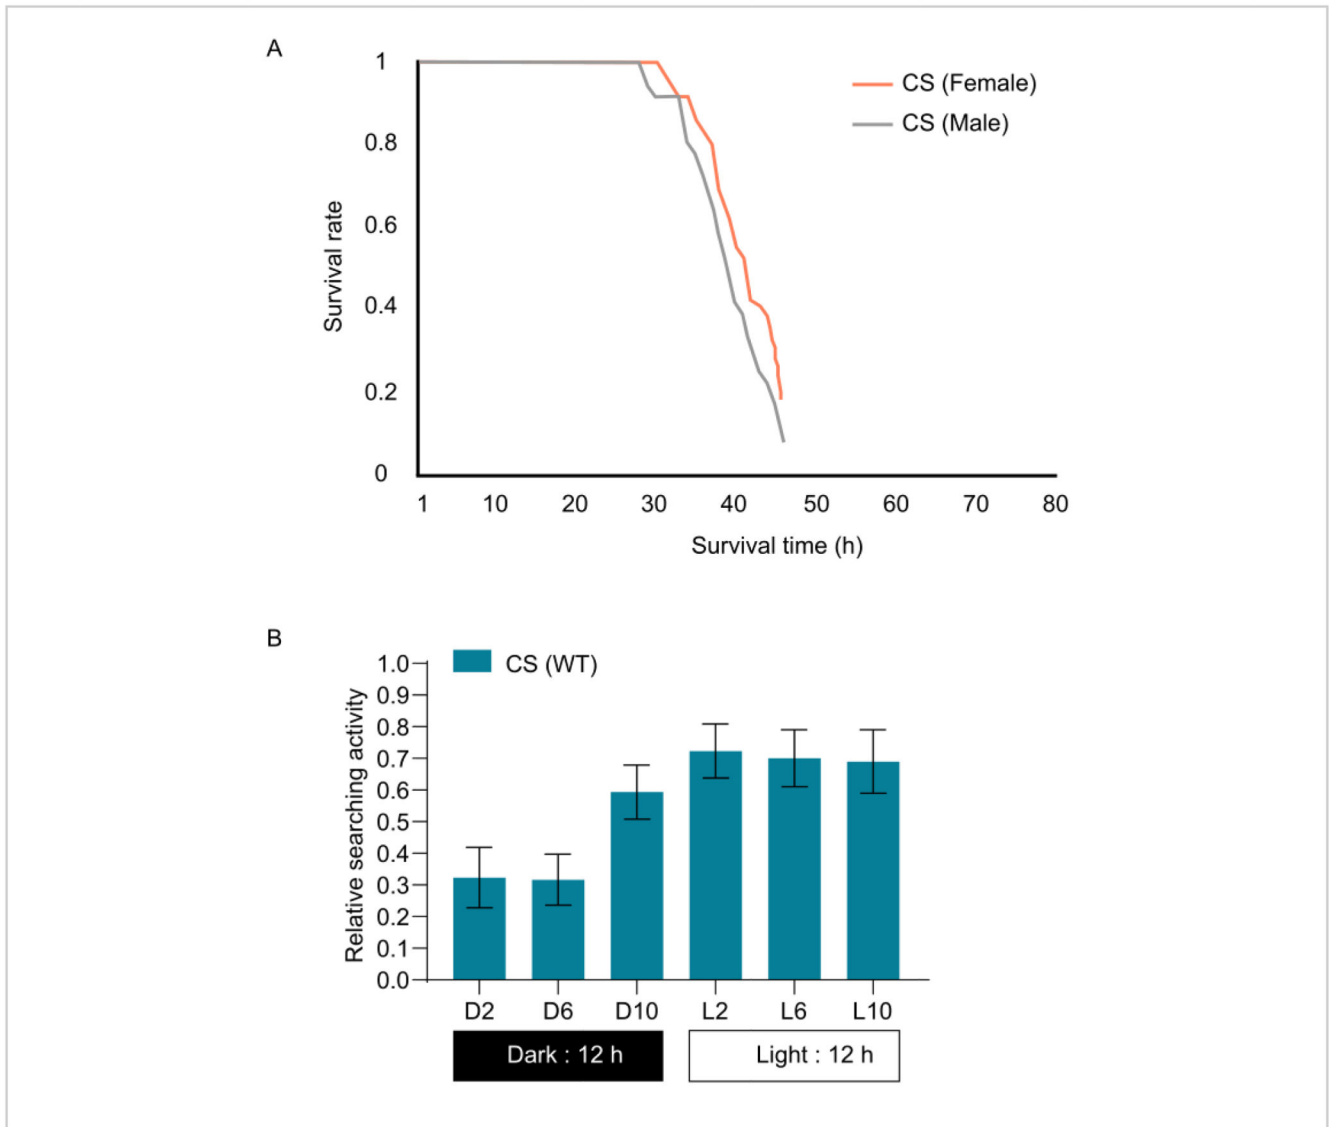 A
1
0.8
0.6
0.4
0.2
0
Survival rate
CS (Female)
CS (Male)
1 10 20 30 40 50 60 70 80
Survival time (h)
B
CS (WT)
1.0
0.9
0.8
0.7
0.6
0.5
0.4
0.3
0.2
0.1
0.0
Relative searching activity
D2 D6 D10 L2 L6 L10
Dark : 12 h
Light : 12 h